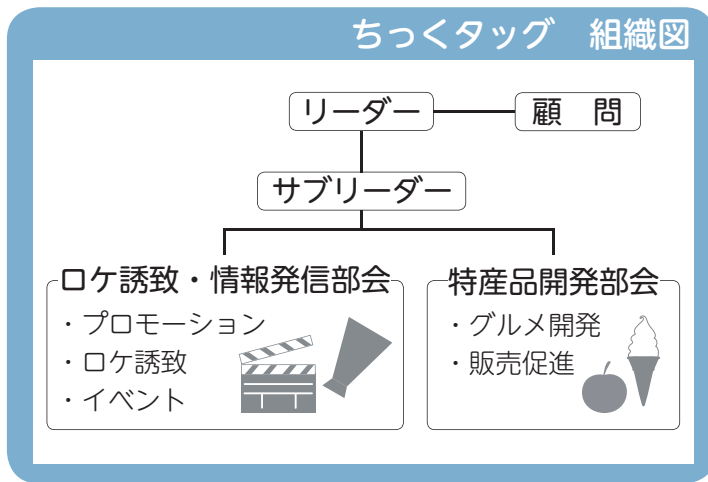 ちっくタッグ　組織図
リーダー
顧　問
サブリーダー
ロケ誘致・情報発信部会
・プロモーション
・ロケ誘致
・イベント
特産品開発部会
・グルメ開発
・販売促進